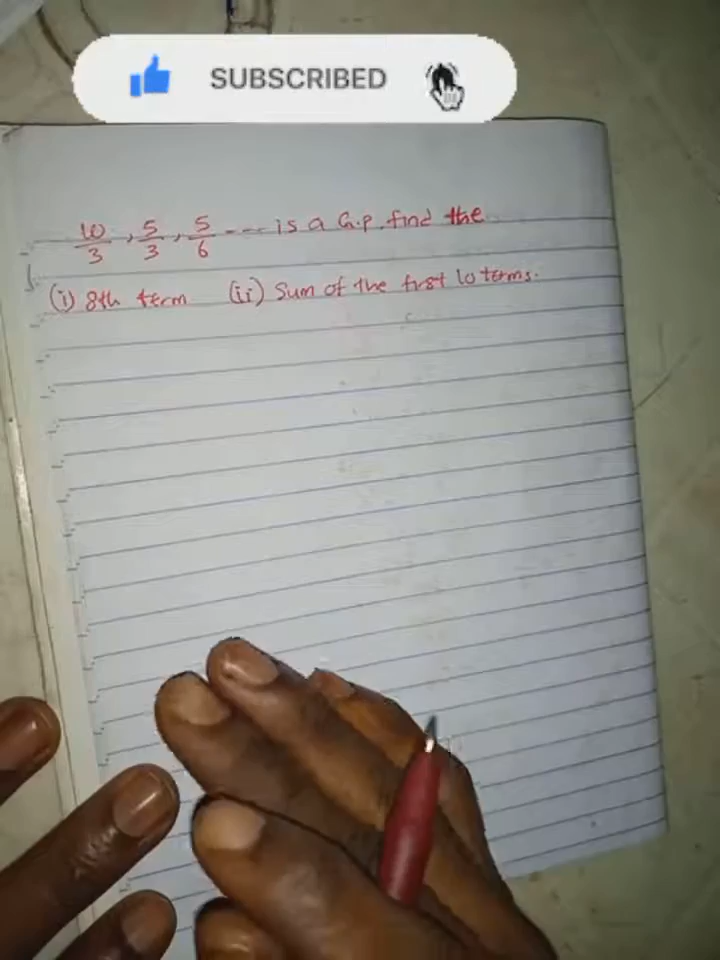 SUBSCRIBED
10/3, 5/3, 5/6 ---- is a G.P, find the
(i) 8th term (ii) Sum of the first 10 terms.